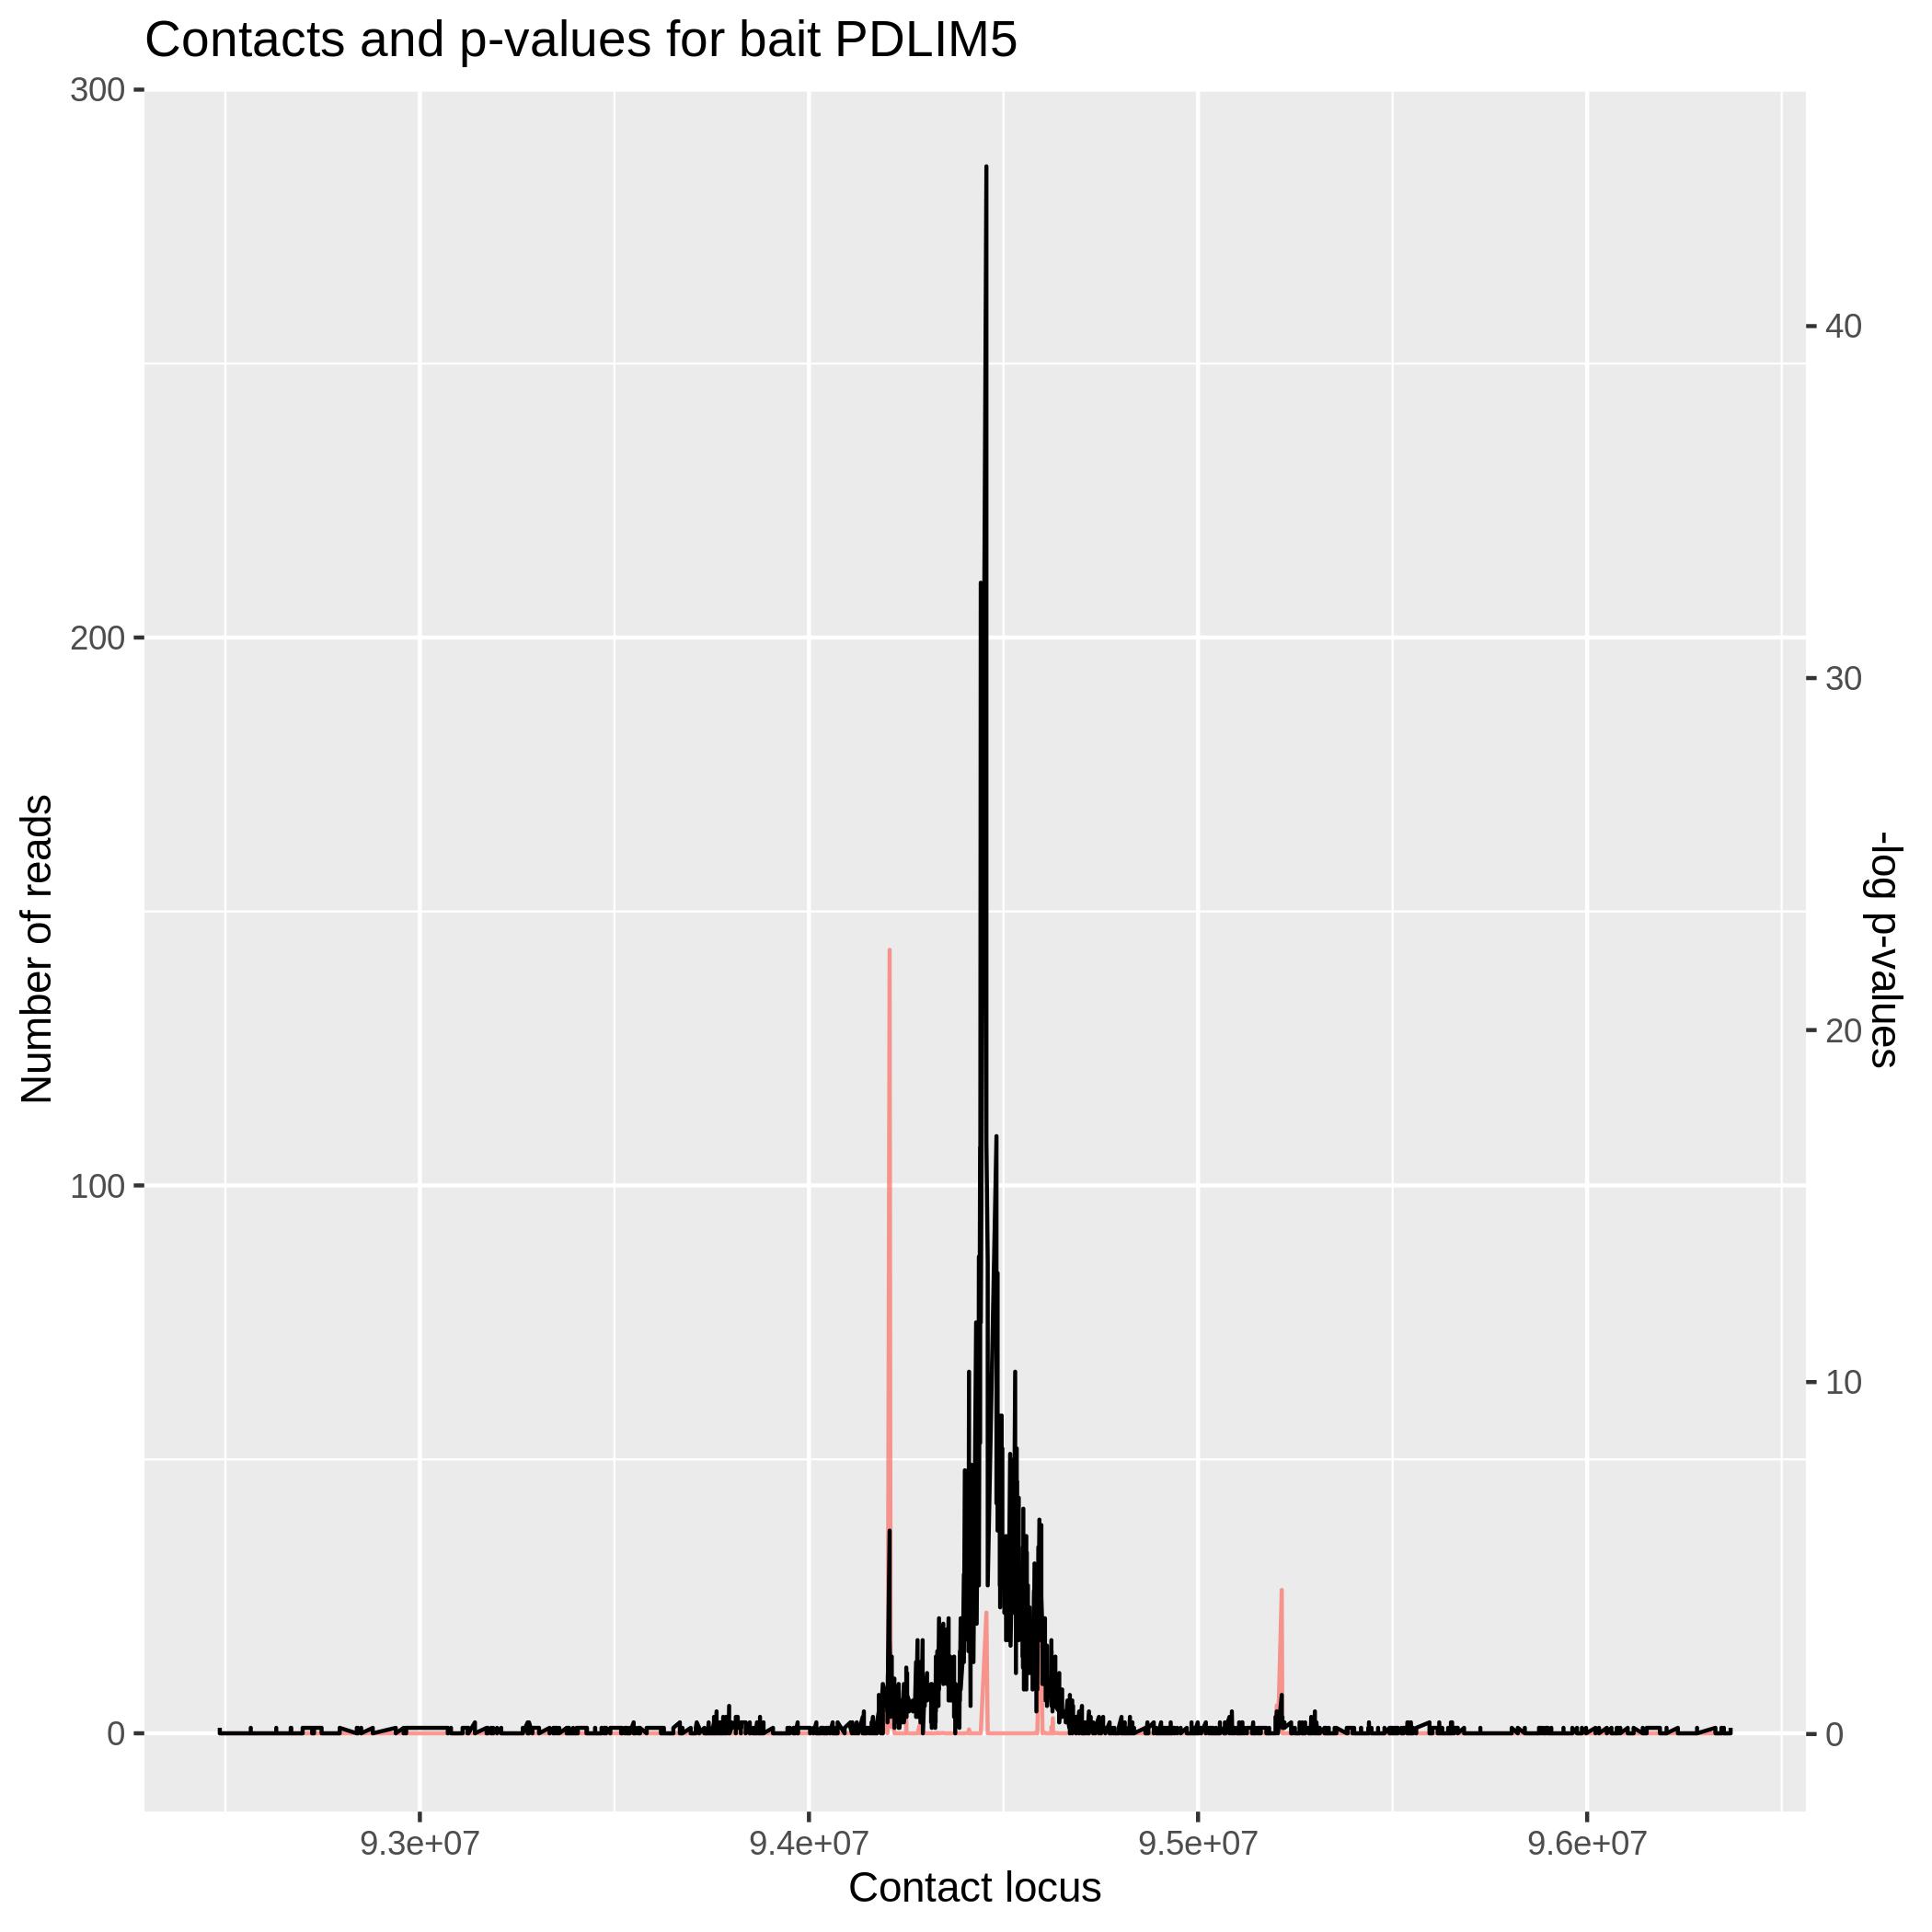 Contacts and p-values for bait PDLIM5
300
200
100
0
Number of reads
40
30
20
10
0
-log p-values
9.3e+07
9.4e+07
9.5e+07
9.6e+07
Contact locus